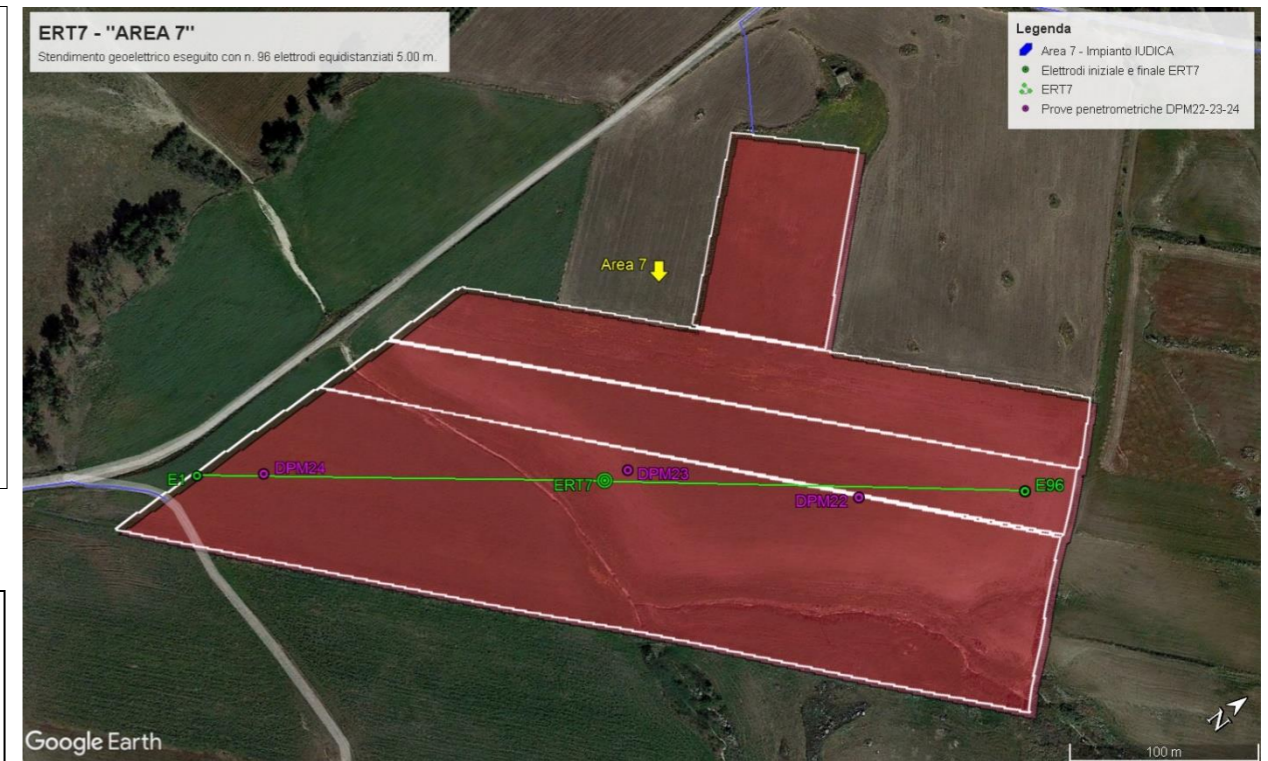 ERT7 - "AREA 7"
Stendimento geoelettrico eseguito con n. 96 elettrodi equidistanziati 5.00 m.
Legenda
Area 7 - Impianto IUDICA
Elettrodi iniziale e finale ERT7
ERT7
Prove penetrometriche DPM22-23-24
Area 7
E1
DPM24
ERT7
DPM23
DPM22
E96
N
Google Earth
100 m